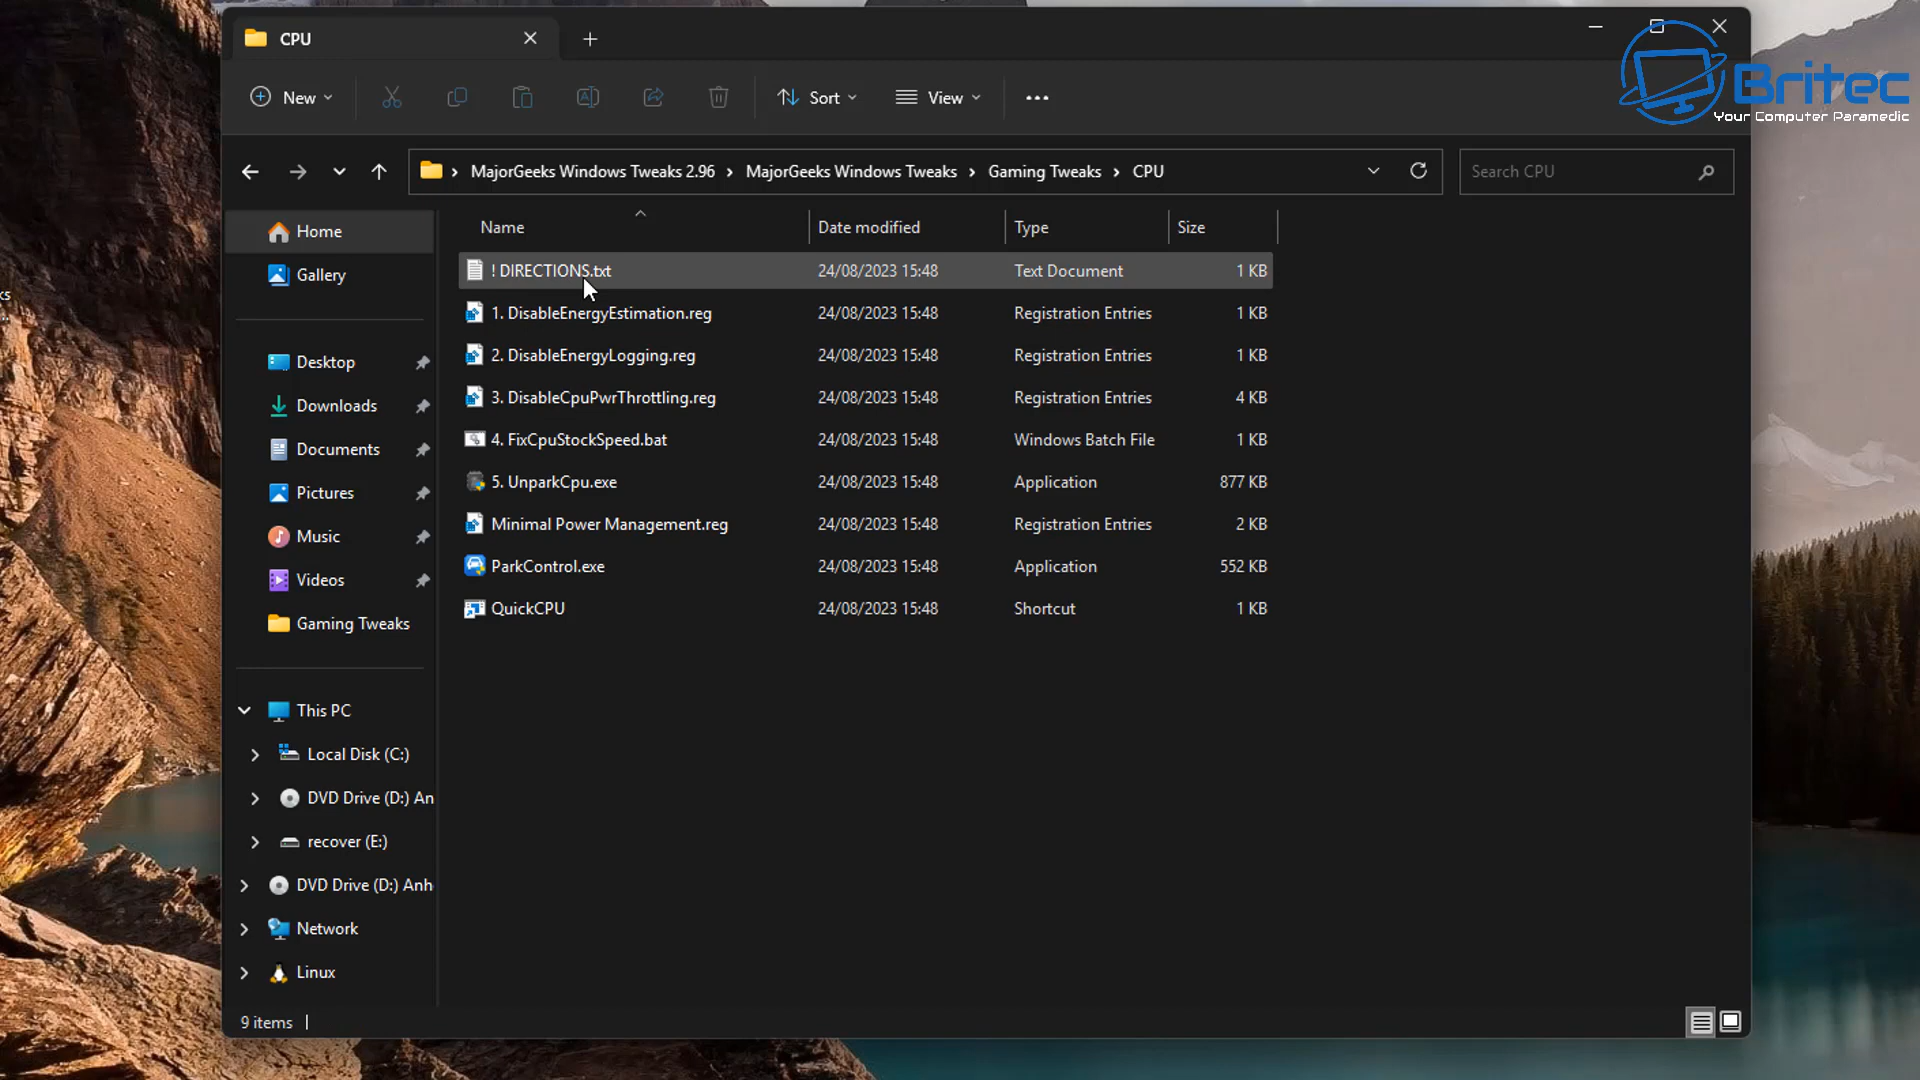 CPU
New
Sort
View
Britec
Your Computer Paramedic
MajorGeeks Windows Tweaks 2.96 > MajorGeeks Windows Tweaks > Gaming Tweaks > CPU
Search CPU
Home
Gallery
Desktop
Downloads
Documents
Pictures
Music
Videos
Gaming Tweaks
This PC
Local Disk (C:)
DVD Drive (D:) An
recover (E:)
DVD Drive (D:) Anh
Network
Linux
Name Date modified Type Size
! DIRECTIONS.txt 24/08/2023 15:48 Text Document 1 KB
1. DisableEnergyEstimation.reg 24/08/2023 15:48 Registration Entries 1 KB
2. DisableEnergyLogging.reg 24/08/2023 15:48 Registration Entries 1 KB
3. DisableCpuPwrThrottling.reg 24/08/2023 15:48 Registration Entries 4 KB
4. FixCpuStockSpeed.bat 24/08/2023 15:48 Windows Batch File 1 KB
5. UnparkCpu.exe 24/08/2023 15:48 Application 877 KB
Minimal Power Management.reg 24/08/2023 15:48 Registration Entries 2 KB
ParkControl.exe 24/08/2023 15:48 Application 552 KB
QuickCPU 24/08/2023 15:48 Shortcut 1 KB
9 items